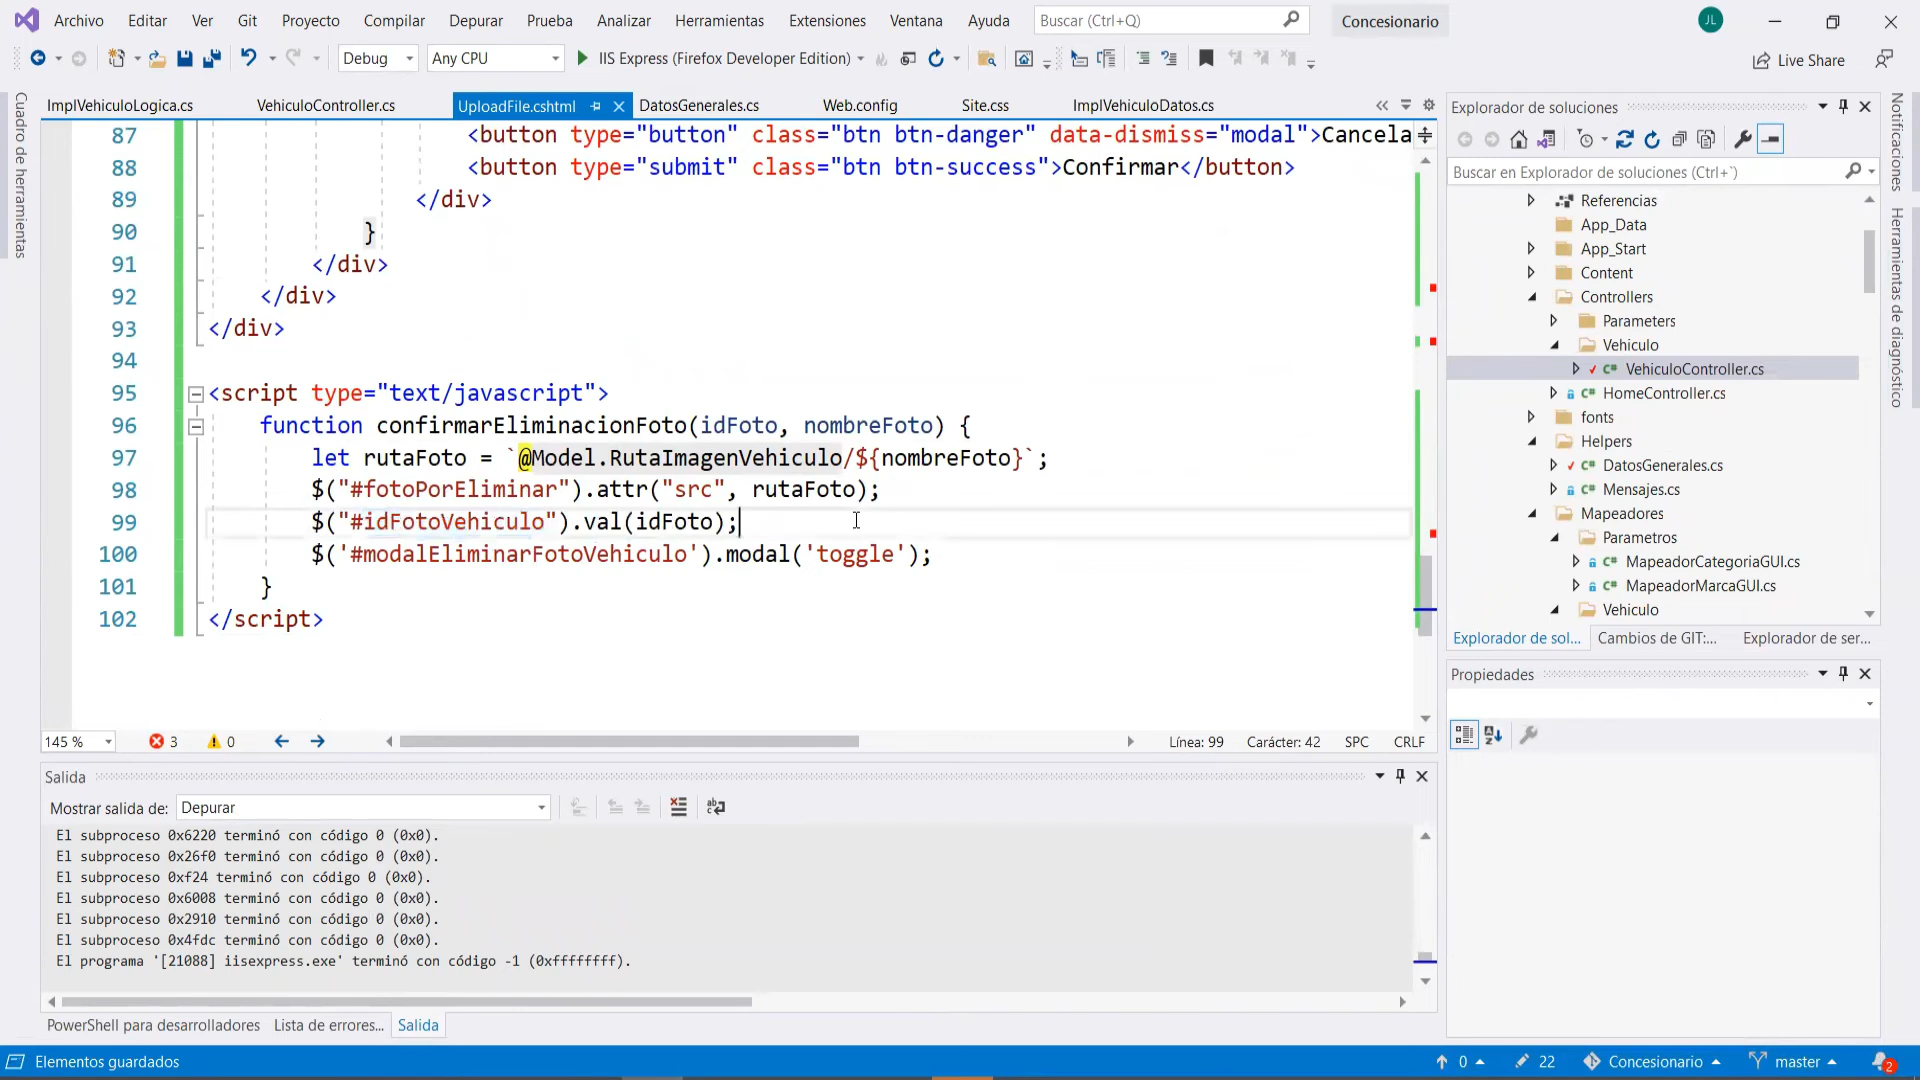 Archivo Editar Ver Git Proyecto Compilar Depurar Prueba Analizar Herramientas Extensiones Ventana Ayuda Buscar (Ctrl+Q) Concesionario JL
Debug Any CPU IIS Express (Firefox Developer Edition) Live Share
ImplVehiculoLogica.cs VehiculoController.cs UploadFile.cshtml DatosGenerales.cs Web.config Site.css ImplVehiculoDatos.cs
Cuadro de herramientas
87 <button type="button" class="btn btn-danger" data-dismiss="modal">Cancela
88 <button type="submit" class="btn btn-success">Confirmar</button>
89 </div>
90 }
91 </div>
92 </div>
93 </div>
94
95 <script type="text/javascript">
96 function confirmarEliminacionFoto(idFoto, nombreFoto) {
97 let rutaFoto = `@Model.RutaImagenVehiculo/${nombreFoto}`;
98 $("#fotoPorEliminar").attr("src", rutaFoto);
99 $("#idFotoVehiculo").val(idFoto);
100 $('#modalEliminarFotoVehiculo').modal('toggle');
101 }
102 </script>
145 % 3 0 Línea: 99 Carácter: 42 SPC CRLF
Salida
Mostrar salida de: Depurar
El subproceso 0x6220 terminó con código 0 (0x0).
El subproceso 0x26f0 terminó con código 0 (0x0).
El subproceso 0xf24 terminó con código 0 (0x0).
El subproceso 0x6008 terminó con código 0 (0x0).
El subproceso 0x2910 terminó con código 0 (0x0).
El subproceso 0x4fdc terminó con código 0 (0x0).
El programa '[21088] iisexpress.exe' terminó con código -1 (0xffffffff).
PowerShell para desarrolladores Lista de errores... Salida
Explorador de soluciones
Buscar en Explorador de soluciones (Ctrl+`)
Referencias
App_Data
App_Start
Content
Controllers
Parameters
Vehiculo
VehiculoController.cs
HomeController.cs
fonts
Helpers
DatosGenerales.cs
Mensajes.cs
Mapeadores
Parametros
MapeadorCategoriaGUI.cs
MapeadorMarcaGUI.cs
Vehiculo
Explorador de sol... Cambios de GIT:... Explorador de ser...
Propiedades
Notificaciones
Herramientas de diagnóstico
Elementos guardados 0 22 Concesionario master 2